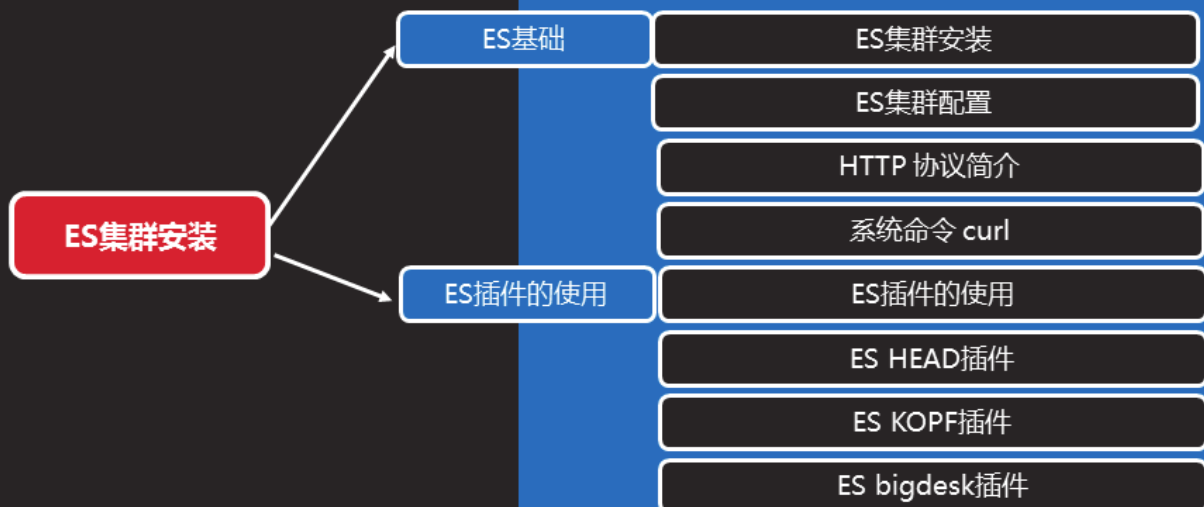 ES集群安装
ES基础
ES集群安装
ES集群配置
HTTP 协议简介
系统命令 curl
ES插件的使用
ES插件的使用
ES HEAD插件
ES KOPF插件
ES bigdesk插件